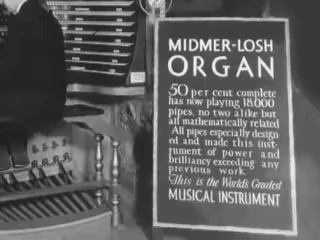 MIDMER-LOSH
ORGAN
50 per cent complete
has now playing 18000
pipes, no two alike but
all mathematically related
All pipes especially design
ed and made this inst-
rument of power and
brilliancy exceeding any
previous work
This is the Worlds Greatest
MUSICAL INSTRUMENT